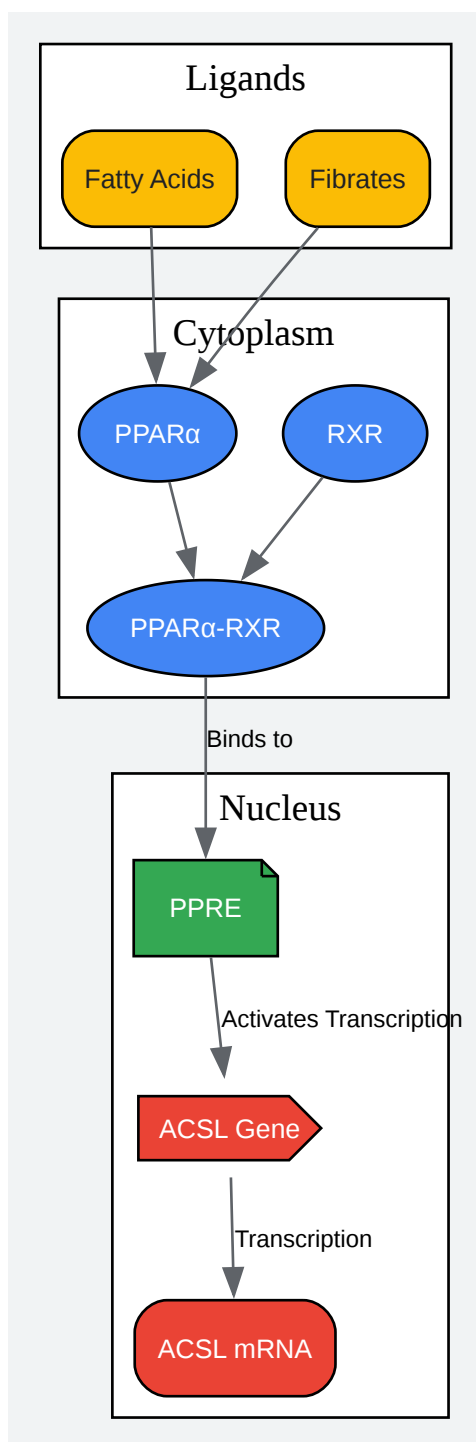 Ligands
Fatty Acids
Fibrates
Cytoplasm
PPARα
RXR
PPARα-RXR
Binds to
Nucleus
PPRE
Activates Transcription
ACSL Gene
Transcription
ACSL mRNA